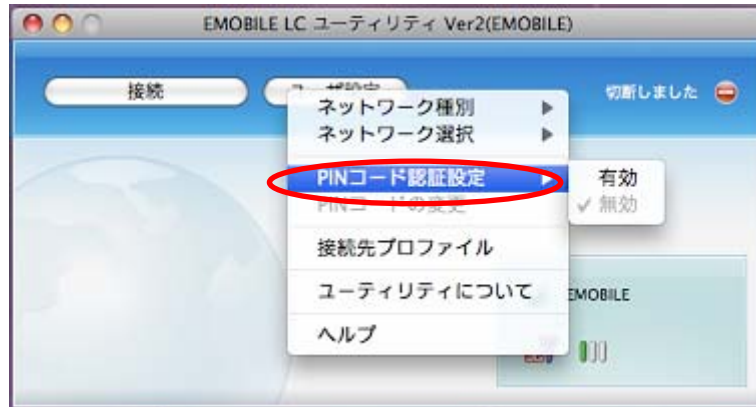 EMOBILE LC ユーティリティ Ver2(EMOBILE)
接続
切断しました
ネットワーク種別
ネットワーク選択
PINコード認証設定
有効
PINコードの変更
無効
接続先プロファイル
ユーティリティについて
EMOBILE
ヘルプ